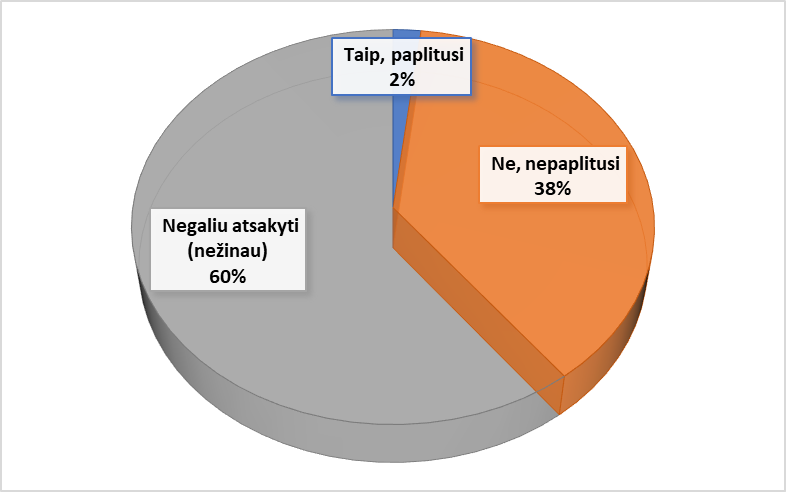 Taip, paplitusi
2%
Ne, nepaplitusi
38%
Negaliu atsakyti
(nežinau)
60%